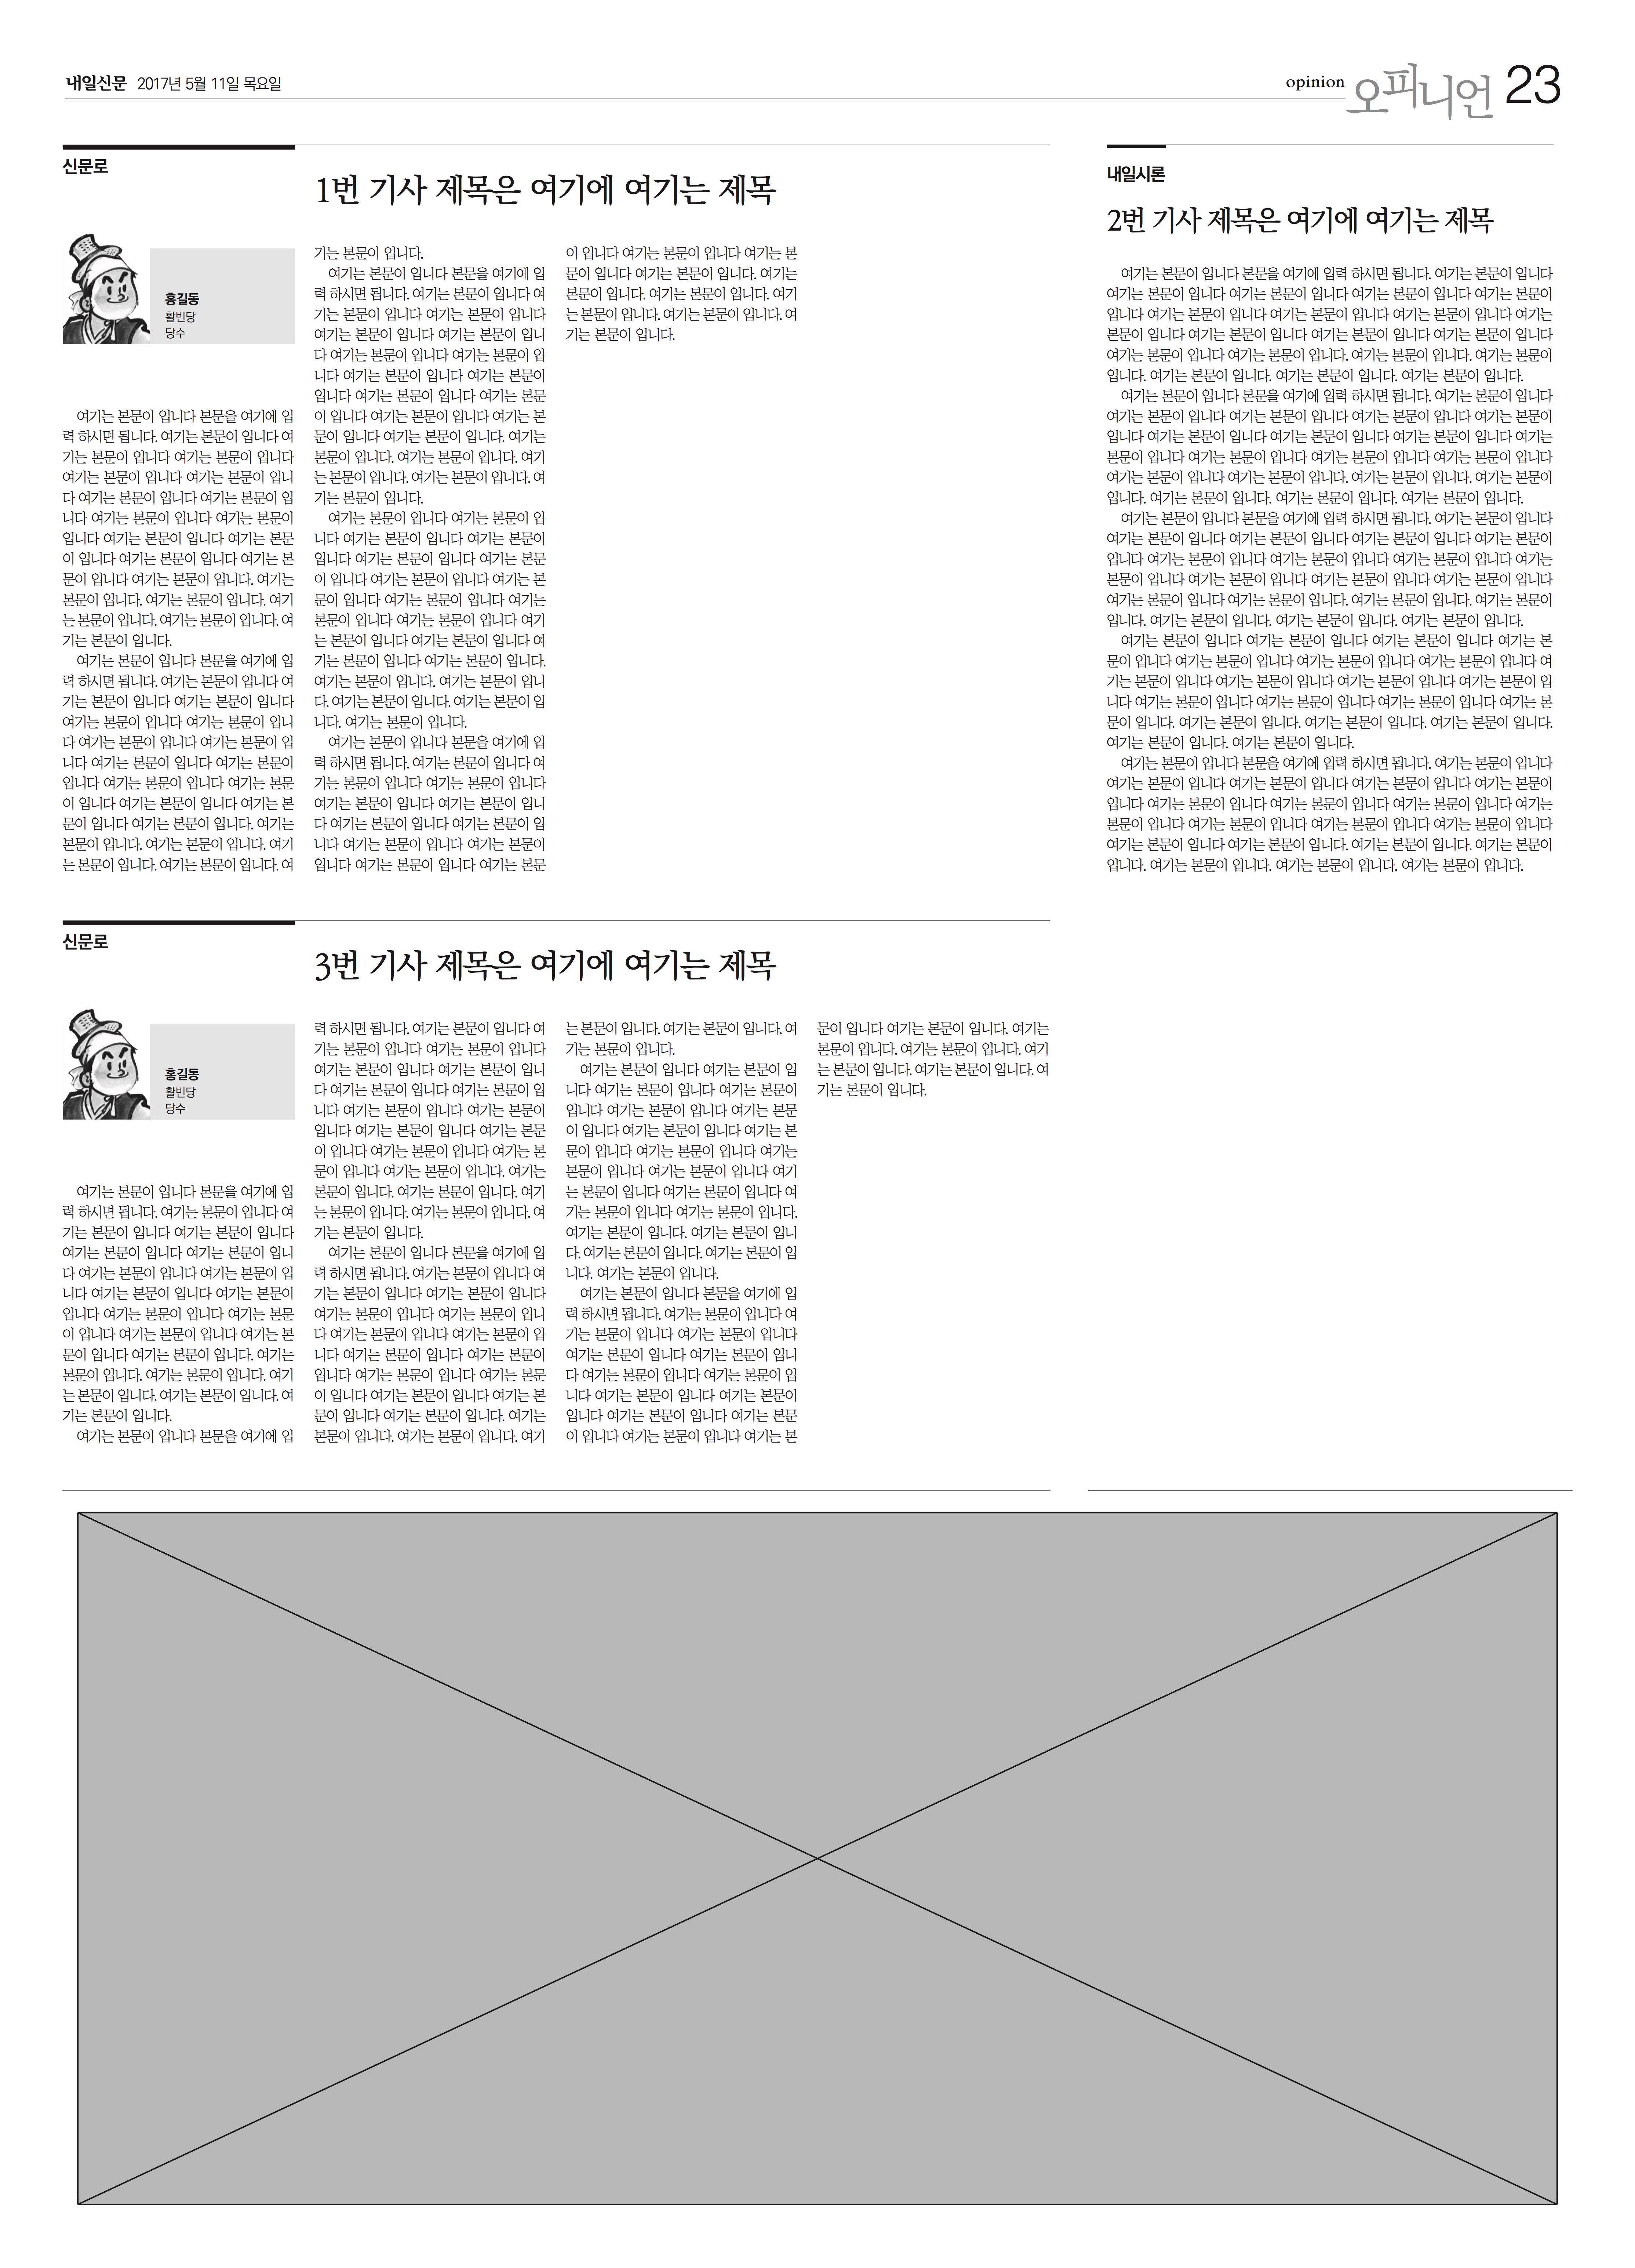 내일신문 2017년 5월 11일 목요일
opinion 오피니언 23
신문로
1번 기사 제목은 여기에 여기는 제목
홍길동
활빈당
당수
여기는 본문이 입니다 본문을 여기에 입
력 하시면 됩니다. 여기는 본문이 입니다 여
기는 본문이 입니다 여기는 본문이 입니다
여기는 본문이 입니다 여기는 본문이 입니
다 여기는 본문이 입니다 여기는 본문이 입
니다 여기는 본문이 입니다 여기는 본문이
입니다 여기는 본문이 입니다 여기는 본문
이 입니다 여기는 본문이 입니다 여기는 본
문이 입니다 여기는 본문이 입니다. 여기는
본문이 입니다. 여기는 본문이 입니다. 여기
는 본문이 입니다. 여기는 본문이 입니다. 여
기는 본문이 입니다.
여기는 본문이 입니다 본문을 여기에 입
력 하시면 됩니다. 여기는 본문이 입니다 여
기는 본문이 입니다 여기는 본문이 입니다
여기는 본문이 입니다 여기는 본문이 입니
다 여기는 본문이 입니다 여기는 본문이 입
니다 여기는 본문이 입니다 여기는 본문이
입니다 여기는 본문이 입니다 여기는 본문
이 입니다 여기는 본문이 입니다 여기는 본
문이 입니다 여기는 본문이 입니다. 여기는
본문이 입니다. 여기는 본문이 입니다. 여기
는 본문이 입니다. 여기는 본문이 입니다. 여
기는 본문이 입니다.
여기는 본문이 입니다 본문을 여기에 입
력 하시면 됩니다. 여기는 본문이 입니다 여
기는 본문이 입니다 여기는 본문이 입니다
여기는 본문이 입니다 여기는 본문이 입니
다 여기는 본문이 입니다 여기는 본문이 입
니다 여기는 본문이 입니다 여기는 본문이
입니다 여기는 본문이 입니다 여기는 본문
이 입니다 여기는 본문이 입니다 여기는 본
문이 입니다 여기는 본문이 입니다. 여기는
본문이 입니다. 여기는 본문이 입니다. 여기
는 본문이 입니다. 여기는 본문이 입니다. 여
기는 본문이 입니다.
여기는 본문이 입니다 여기는 본문이 입
니다 여기는 본문이 입니다 여기는 본문이
입니다 여기는 본문이 입니다 여기는 본문
이 입니다 여기는 본문이 입니다 여기는 본
문이 입니다 여기는 본문이 입니다 여기는
본문이 입니다 여기는 본문이 입니다 여기
는 본문이 입니다 여기는 본문이 입니다 여
기는 본문이 입니다 여기는 본문이 입니다.
여기는 본문이 입니다. 여기는 본문이 입니
다. 여기는 본문이 입니다. 여기는 본문이 입
니다. 여기는 본문이 입니다.
여기는 본문이 입니다 본문을 여기에 입
력 하시면 됩니다. 여기는 본문이 입니다 여
기는 본문이 입니다 여기는 본문이 입니다
여기는 본문이 입니다 여기는 본문이 입니
다 여기는 본문이 입니다 여기는 본문이 입
니다 여기는 본문이 입니다 여기는 본문이
입니다 여기는 본문이 입니다 여기는 본문
이 입니다 여기는 본문이 입니다 여기는 본
문이 입니다 여기는 본문이 입니다. 여기는
본문이 입니다. 여기는 본문이 입니다. 여기
는 본문이 입니다. 여기는 본문이 입니다. 여
기는 본문이 입니다.
내일시론
2번 기사 제목은 여기에 여기는 제목
여기는 본문이 입니다 본문을 여기에 입력 하시면 됩니다. 여기는 본문이 입니다
여기는 본문이 입니다 여기는 본문이 입니다 여기는 본문이 입니다 여기는 본문이
입니다 여기는 본문이 입니다 여기는 본문이 입니다 여기는 본문이 입니다 여기는
본문이 입니다 여기는 본문이 입니다 여기는 본문이 입니다 여기는 본문이 입니다
여기는 본문이 입니다 여기는 본문이 입니다. 여기는 본문이 입니다. 여기는 본문이
입니다. 여기는 본문이 입니다. 여기는 본문이 입니다. 여기는 본문이 입니다.
여기는 본문이 입니다 본문을 여기에 입력 하시면 됩니다. 여기는 본문이 입니다
여기는 본문이 입니다 여기는 본문이 입니다 여기는 본문이 입니다 여기는 본문이
입니다 여기는 본문이 입니다 여기는 본문이 입니다 여기는 본문이 입니다 여기는
본문이 입니다 여기는 본문이 입니다 여기는 본문이 입니다 여기는 본문이 입니다
여기는 본문이 입니다 여기는 본문이 입니다. 여기는 본문이 입니다. 여기는 본문이
입니다. 여기는 본문이 입니다. 여기는 본문이 입니다. 여기는 본문이 입니다.
여기는 본문이 입니다 본문을 여기에 입력 하시면 됩니다. 여기는 본문이 입니다
여기는 본문이 입니다 여기는 본문이 입니다 여기는 본문이 입니다 여기는 본문이
입니다 여기는 본문이 입니다 여기는 본문이 입니다 여기는 본문이 입니다 여기는
본문이 입니다 여기는 본문이 입니다 여기는 본문이 입니다 여기는 본문이 입니다
여기는 본문이 입니다 여기는 본문이 입니다. 여기는 본문이 입니다. 여기는 본문이
입니다. 여기는 본문이 입니다. 여기는 본문이 입니다. 여기는 본문이 입니다.
여기는 본문이 입니다 여기는 본문이 입니다 여기는 본문이 입니다 여기는 본
문이 입니다 여기는 본문이 입니다 여기는 본문이 입니다 여기는 본문이 입니다 여
기는 본문이 입니다 여기는 본문이 입니다 여기는 본문이 입니다 여기는 본문이 입
니다 여기는 본문이 입니다 여기는 본문이 입니다 여기는 본문이 입니다 여기는 본
문이 입니다. 여기는 본문이 입니다. 여기는 본문이 입니다. 여기는 본문이 입니다.
여기는 본문이 입니다. 여기는 본문이 입니다.
여기는 본문이 입니다 본문을 여기에 입력 하시면 됩니다. 여기는 본문이 입니다
여기는 본문이 입니다 여기는 본문이 입니다 여기는 본문이 입니다 여기는 본문이
입니다 여기는 본문이 입니다 여기는 본문이 입니다 여기는 본문이 입니다 여기는
본문이 입니다 여기는 본문이 입니다 여기는 본문이 입니다 여기는 본문이 입니다
여기는 본문이 입니다 여기는 본문이 입니다. 여기는 본문이 입니다. 여기는 본문이
입니다. 여기는 본문이 입니다. 여기는 본문이 입니다. 여기는 본문이 입니다.
신문로
3번 기사 제목은 여기에 여기는 제목
홍길동
활빈당
당수
여기는 본문이 입니다 본문을 여기에 입
력 하시면 됩니다. 여기는 본문이 입니다 여
기는 본문이 입니다 여기는 본문이 입니다
여기는 본문이 입니다 여기는 본문이 입니
다 여기는 본문이 입니다 여기는 본문이 입
니다 여기는 본문이 입니다 여기는 본문이
입니다 여기는 본문이 입니다 여기는 본문
이 입니다 여기는 본문이 입니다 여기는 본
문이 입니다 여기는 본문이 입니다. 여기는
본문이 입니다. 여기는 본문이 입니다. 여기
는 본문이 입니다. 여기는 본문이 입니다. 여
기는 본문이 입니다.
여기는 본문이 입니다 본문을 여기에 입
력 하시면 됩니다. 여기는 본문이 입니다 여
기는 본문이 입니다 여기는 본문이 입니다
여기는 본문이 입니다 여기는 본문이 입니
다 여기는 본문이 입니다 여기는 본문이 입
니다 여기는 본문이 입니다 여기는 본문이
입니다 여기는 본문이 입니다 여기는 본문
이 입니다 여기는 본문이 입니다 여기는 본
문이 입니다 여기는 본문이 입니다. 여기는
본문이 입니다. 여기는 본문이 입니다. 여기
는 본문이 입니다. 여기는 본문이 입니다. 여
기는 본문이 입니다.
여기는 본문이 입니다 본문을 여기에 입
력 하시면 됩니다. 여기는 본문이 입니다 여
기는 본문이 입니다 여기는 본문이 입니다
여기는 본문이 입니다 여기는 본문이 입니
다 여기는 본문이 입니다 여기는 본문이 입
니다 여기는 본문이 입니다 여기는 본문이
입니다 여기는 본문이 입니다 여기는 본문
이 입니다 여기는 본문이 입니다 여기는 본
문이 입니다 여기는 본문이 입니다. 여기는
본문이 입니다. 여기는 본문이 입니다. 여기
는 본문이 입니다. 여기는 본문이 입니다. 여
기는 본문이 입니다.
여기는 본문이 입니다 여기는 본문이 입
니다 여기는 본문이 입니다 여기는 본문이
입니다 여기는 본문이 입니다 여기는 본문
이 입니다 여기는 본문이 입니다 여기는 본
문이 입니다 여기는 본문이 입니다 여기는
본문이 입니다 여기는 본문이 입니다 여기
는 본문이 입니다 여기는 본문이 입니다 여
기는 본문이 입니다 여기는 본문이 입니다.
여기는 본문이 입니다. 여기는 본문이 입니
다. 여기는 본문이 입니다. 여기는 본문이 입
니다. 여기는 본문이 입니다.
여기는 본문이 입니다 본문을 여기에 입
력 하시면 됩니다. 여기는 본문이 입니다 여
기는 본문이 입니다 여기는 본문이 입니다
여기는 본문이 입니다 여기는 본문이 입니
다 여기는 본문이 입니다 여기는 본문이 입
니다 여기는 본문이 입니다 여기는 본문이
입니다 여기는 본문이 입니다 여기는 본문
이 입니다 여기는 본문이 입니다 여기는 본
문이 입니다 여기는 본문이 입니다. 여기는
본문이 입니다. 여기는 본문이 입니다. 여기
는 본문이 입니다. 여기는 본문이 입니다. 여
기는 본문이 입니다.